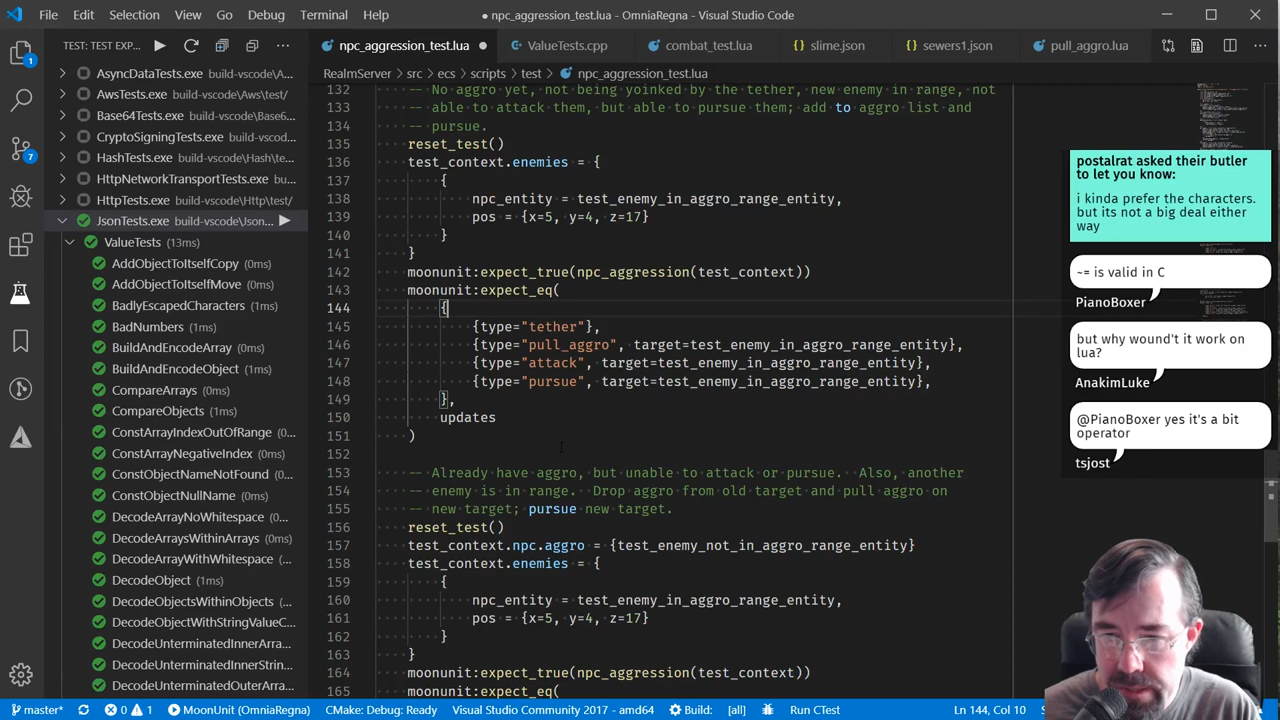 File Edit Selection View Go Debug Terminal Help
● npc_aggression_test.lua - OmniaRegna - Visual Studio Code
TEST: TEST EXP...
npc_aggression_test.lua
ValueTests.cpp
combat_test.lua
slime.json
sewers1.json
pull_aggro.lua
RealmServer > src > ecs > scripts > test > npc_aggression_test.lua
1
7
AsyncDataTests.exe build-vscode\As...
AwsTests.exe build-vscode\Aws\test/
Base64Tests.exe build-vscode\Base6...
CryptoSigningTests.exe build-vscod...
HashTests.exe build-vscode\Hash\te...
HttpNetworkTransportTests.exe buil...
HttpTests.exe build-vscode\Http\test/
JsonTests.exe build-vscode\Json...
ValueTests (13ms)
AddObjectToItselfCopy (0ms)
AddObjectToItselfMove (0ms)
BadlyEscapedCharacters (0ms)
BadNumbers (0ms)
BuildAndEncodeArray (0ms)
BuildAndEncodeObject (0ms)
CompareArrays (0ms)
CompareObjects (1ms)
ConstArrayIndexOutOfRange (0ms)
ConstArrayNegativeIndex (0ms)
ConstObjectNameNotFound (0ms)
ConstObjectNullName (0ms)
DecodeArrayNoWhitespace (0ms)
DecodeArraysWithinArrays (0ms)
DecodeArrayWithWhitespace (0ms)
DecodeObject (1ms)
DecodeObjectsWithinObjects (0ms)
DecodeObjectWithStringValueC...
DecodeUnterminatedInnerArra...
DecodeUnterminatedInnerStrin...
DecodeUnterminatedOuterArra...
132 -- No aggro yet, not being yoinked by the tether, new enemy in range, not
133 -- able to attack them, but able to pursue them; add to aggro list and
134 -- pursue.
135 reset_test()
136 test_context.enemies = {
137 {
138 npc_entity = test_enemy_in_aggro_range_entity,
139 pos = {x=5, y=4, z=17}
140 }
141 }
142 moonunit:expect_true(npc_aggression(test_context))
143 moonunit:expect_eq(
144 {
145 {type="tether"},
146 {type="pull_aggro", target=test_enemy_in_aggro_range_entity},
147 {type="attack", target=test_enemy_in_aggro_range_entity},
148 {type="pursue", target=test_enemy_in_aggro_range_entity},
149 },
150 updates
151 )
152
153 -- Already have aggro, but unable to attack or pursue. Also, another
154 -- enemy is in range. Drop aggro from old target and pull aggro on
155 -- new target; pursue new target.
156 reset_test()
157 test_context.npc.aggro = {test_enemy_not_in_aggro_range_entity}
158 test_context.enemies = {
159 {
160 npc_entity = test_enemy_in_aggro_range_entity,
161 pos = {x=5, y=4, z=17}
162 }
163 }
164 moonunit:expect_true(npc_aggression(test_context))
165 moonunit:expect_eq(
postalrat asked their butler
to let you know:
i kinda prefer the characters.
but its not a big deal either
way
~= is valid in C
PianoBoxer
but why wound't it work on
lua?
AnakimLuke
@PianoBoxer yes it's a bit
operator
tsjost
master* 0 1 MoonUnit (OmniaRegna) CMake: Debug: Ready Visual Studio Community 2017 - amd64 Build: [all] Run CTest Ln 144, Col 10